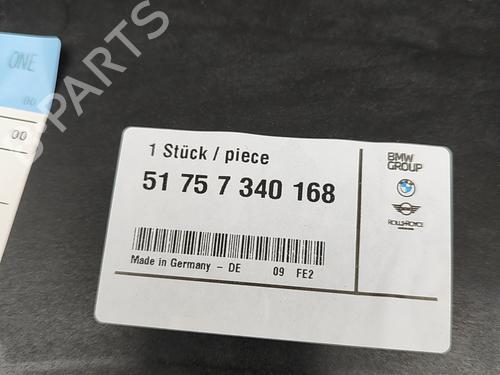 ONE
00
00
PARTS
1 Stück / piece
51 75 7 340 168
Made in Germany – DE 09 FE2
BMW
GROUP
ROLLS-ROYCE